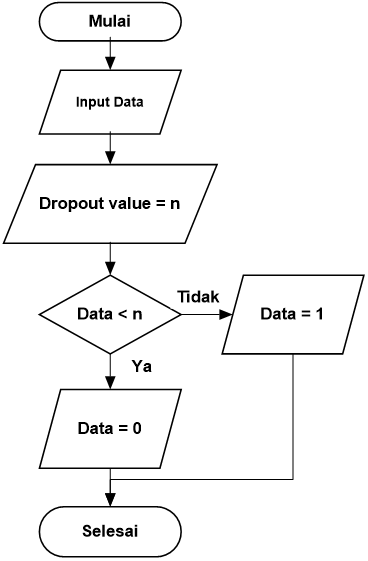 Mulai
Input Data
Dropout value = n
Data < n
Tidak
Data = 1
Ya
Data = 0
Selesai